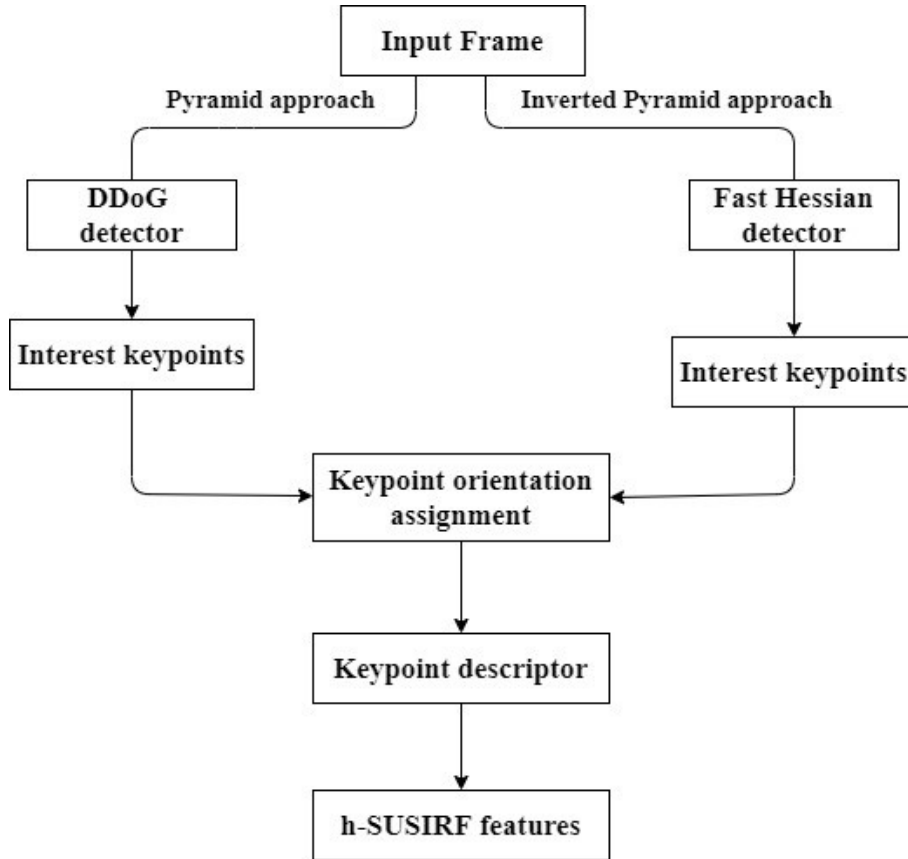 Input Frame
Pyramid approach
Inverted Pyramid approach
DDoG
detector
Fast Hessian
detector
Interest keypoints
Interest keypoints
Keypoint orientation
assignment
Keypoint descriptor
h-SUSIRF features